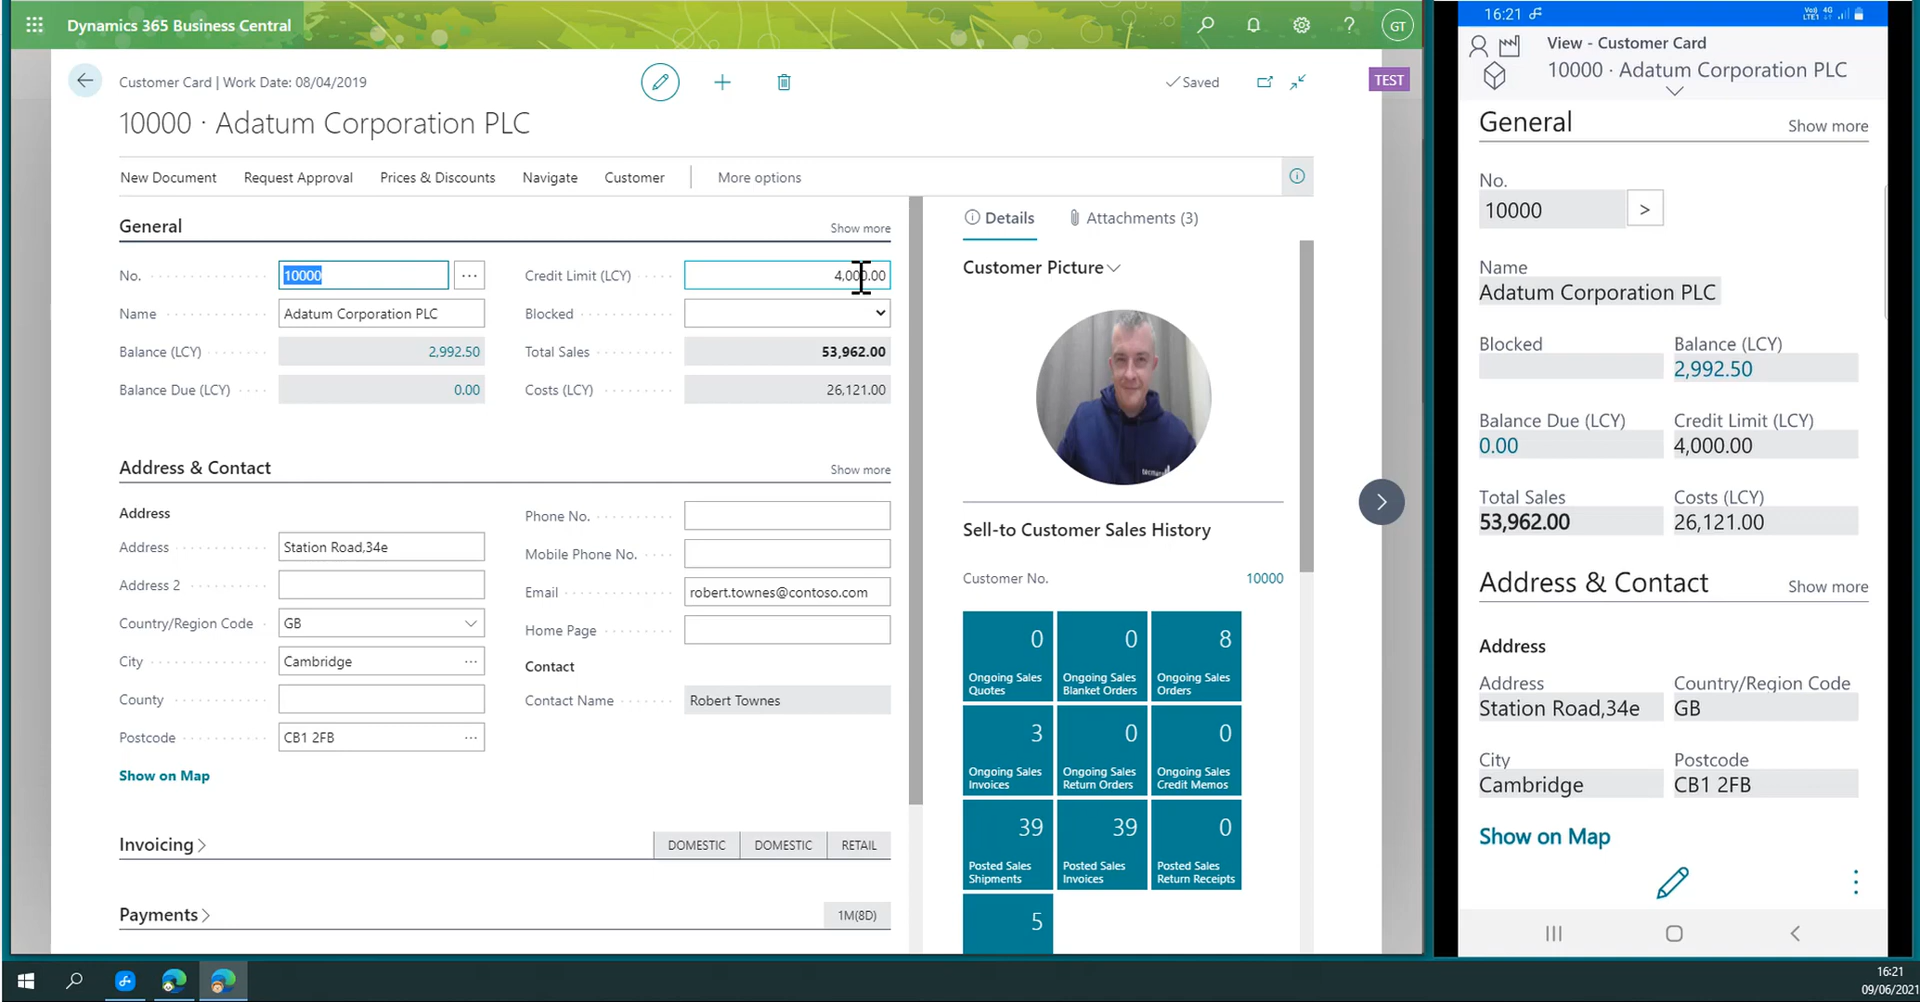 Dynamics 365 Business Central
GT
Customer Card | Work Date: 08/04/2019
Saved
TEST
10000 · Adatum Corporation PLC
New Document Request Approval Prices & Discounts Navigate Customer More options
General
Show more
No. 10000
Name Adatum Corporation PLC
Balance (LCY) 2,992.50
Balance Due (LCY) 0.00
Credit Limit (LCY) 4,000.00
Blocked
Total Sales 53,962.00
Costs (LCY) 26,121.00
Address & Contact
Show more
Address
Address Station Road,34e
Address 2
Country/Region Code GB
City Cambridge
County
Postcode CB1 2FB
Show on Map
Phone No.
Mobile Phone No.
Email robert.townes@contoso.com
Home Page
Contact
Contact Name Robert Townes
Invoicing DOMESTIC DOMESTIC RETAIL
Payments 1M(8D)
Details Attachments (3)
Customer Picture
Sell-to Customer Sales History
Customer No. 10000
0
Ongoing Sales
Quotes
0
Ongoing Sales
Blanket Orders
8
Ongoing Sales
Orders
3
Ongoing Sales
Invoices
0
Ongoing Sales
Return Orders
0
Ongoing Sales
Credit Memos
39
Posted Sales
Shipments
39
Posted Sales
Invoices
0
Posted Sales
Return Receipts
5
16:21
4G
View - Customer Card
10000 · Adatum Corporation PLC
General
Show more
No.
10000
Name
Adatum Corporation PLC
Blocked
Balance (LCY)
2,992.50
Balance Due (LCY)
0.00
Credit Limit (LCY)
4,000.00
Total Sales
53,962.00
Costs (LCY)
26,121.00
Address & Contact
Show more
Address
Address
Station Road,34e
Country/Region Code
GB
City
Cambridge
Postcode
CB1 2FB
Show on Map
16:21
09/06/2021